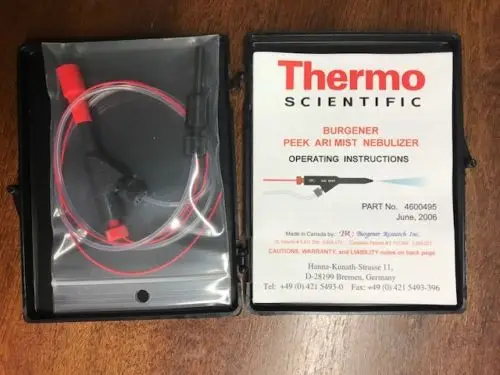 Thermo
SCIENTIFIC
BURGENER
PEEK ARI MIST NEBULIZER
OPERATING INSTRUCTIONS
ARI MIST
PART No. 4600495
June, 2006
Made in Canada by: Burgener Research Inc.
CAUTIONS, WARRANTY, and LIABILITY notes on back page
Hanna-Kunath-Strasse 11,
D-28199 Bremen, Germany
Tel: +49 (0) 421 5493-0 Fax: +49 (0) 421 5493-396